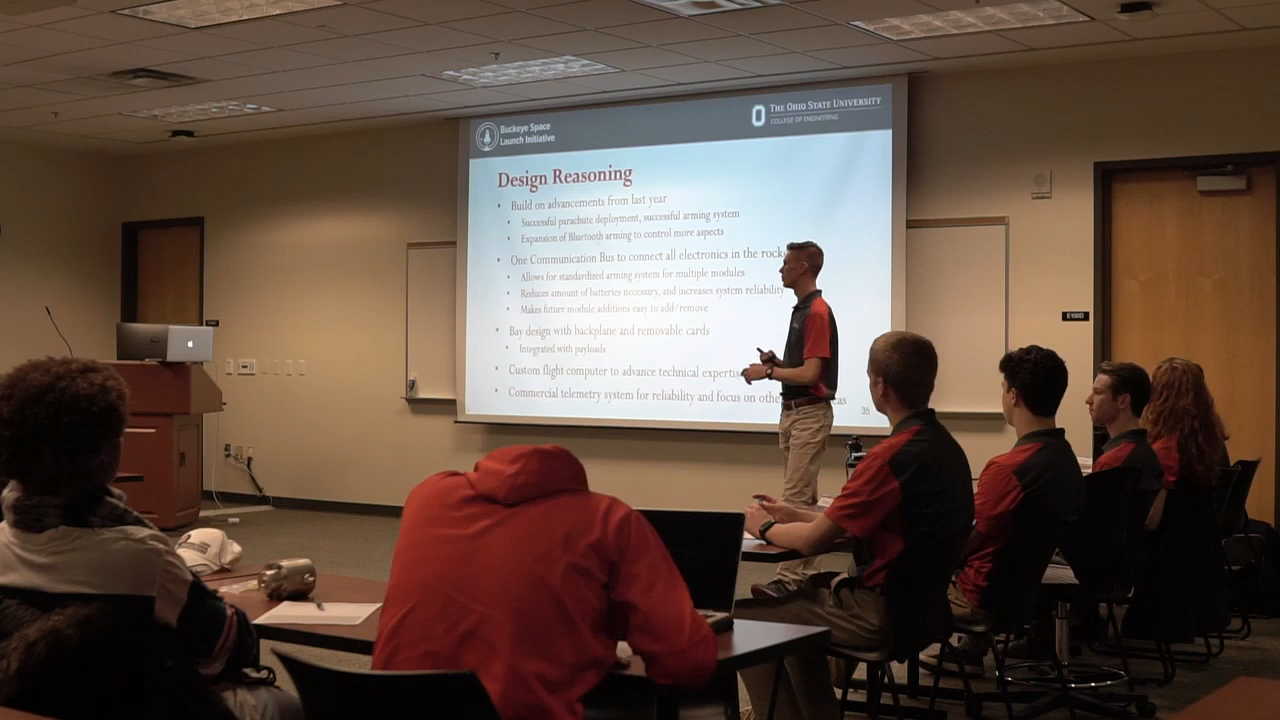 Buckeye Space
Launch Initiative
THE OHIO STATE UNIVERSITY
COLLEGE OF ENGINEERING
Design Reasoning
• Build on advancements from last year
• Successful parachute deployment, successful arming system
• Expansion of Bluetooth arming to control more aspects
• One Communication Bus to connect all electronics in the rock
• Allows for standardized arming system for multiple modules
• Reduces amount of batteries necessary, and increases system reliability
• Makes future module additions easy to add/remove
• Bay design with backplane and removable cards
• Integrated with payloads
• Custom flight computer to advance technical expertis
• Commercial telemetry system for reliability and focus on othe
35